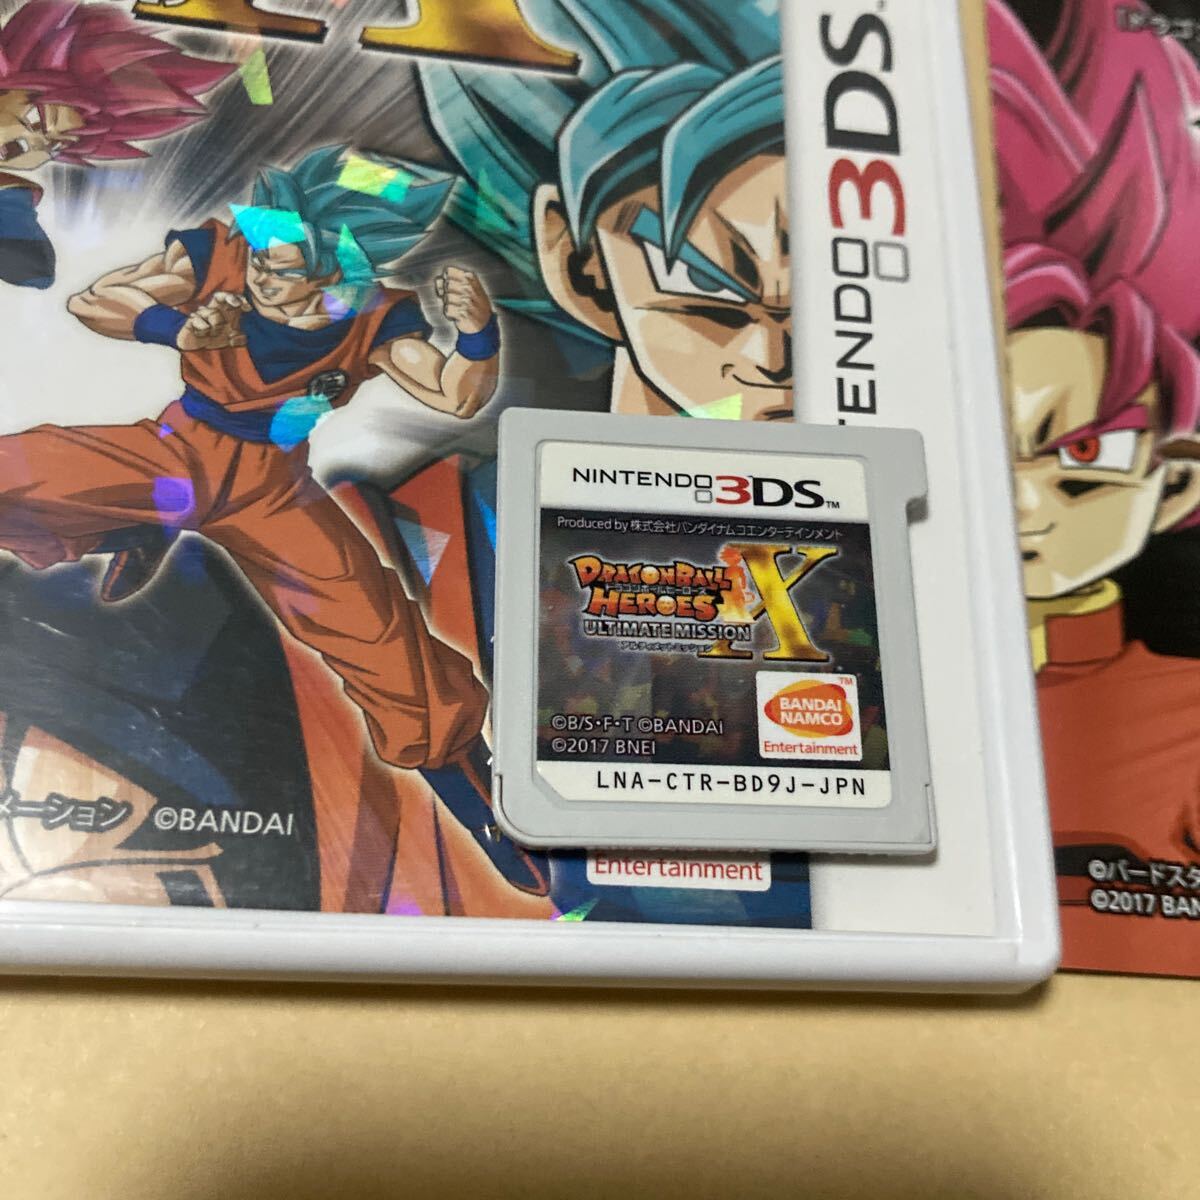 NINTENDO 3DS™
NINTENDO 3DS™
Produced by 株式会社バンダイナムコエンターテインメント
DRAGON BALL
ドラゴンボールヒーローズ
HEROES
ULTIMATE MISSION X
アルティメットミッション
BANDAI
NAMCO
Entertainment
©B/S・F・T ©BANDAI
©2017 BNEI
LNA-CTR-BD9J-JPN
メーション ©BANDAI
Entertainment
©バードスタ
©2017 BAN